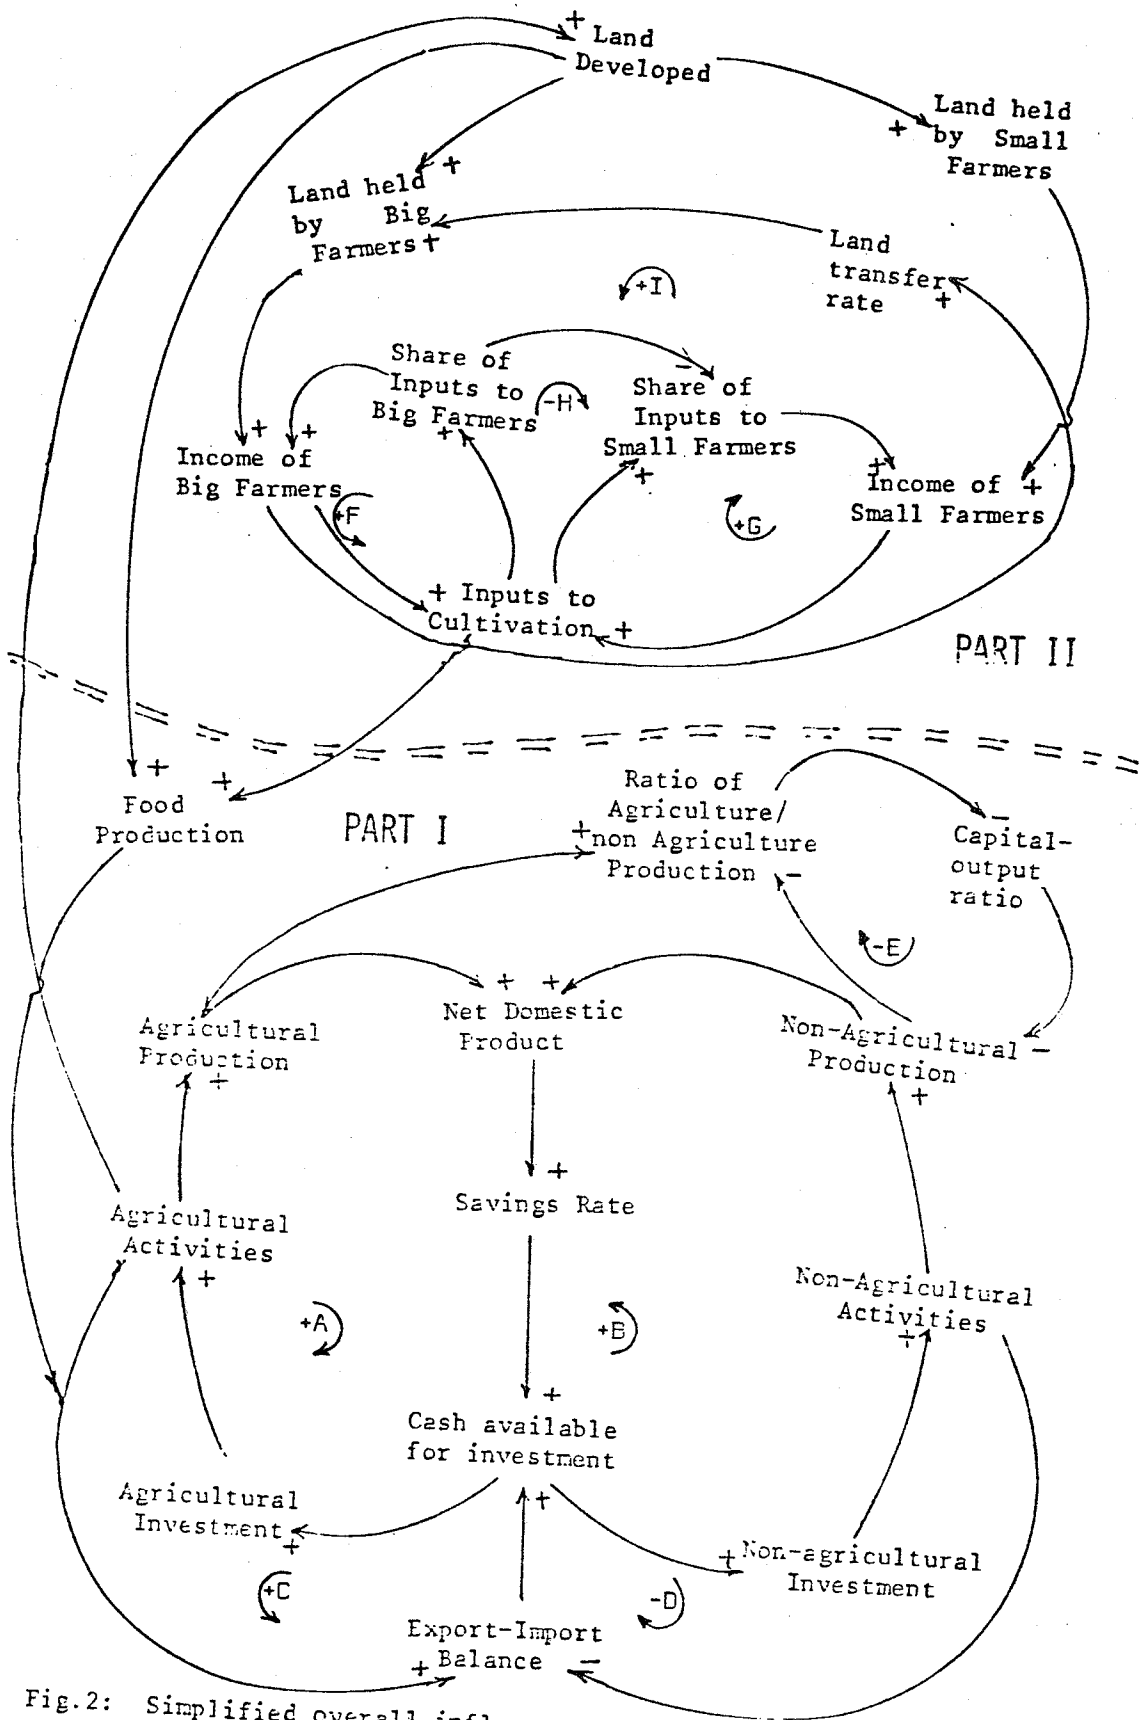 + Land
Developed
Land held
+ by Small
Farmers
+
Land held
by Big
Farmers +
Land
transfer
rate +
+I
Share of
Inputs to
Big Farmers
+
-H
-
Share of
Inputs to
Small Farmers
+
+ +
Income of
Big Farmers
+F
+
Income of +
Small Farmers
+G
+ Inputs to
Cultivation +
PART II
+ +
Food
Production
PART I
Ratio of
Agriculture/
+ non Agriculture
Production -
-
Capital-
output
ratio
-E
Agricultural
Production
+
+ +
Net Domestic
Product
Non-Agricultural -
Production
+
+
Savings Rate
Agricultural
Activities
+
Non-Agricultural
Activities
+
+A
+B
+
Cash available
for investment
+
Agricultural
Investment
+
+ Non-agricultural
Investment
+C
-D
Export-Import
+ Balance -
Fig.2: Simplified overall